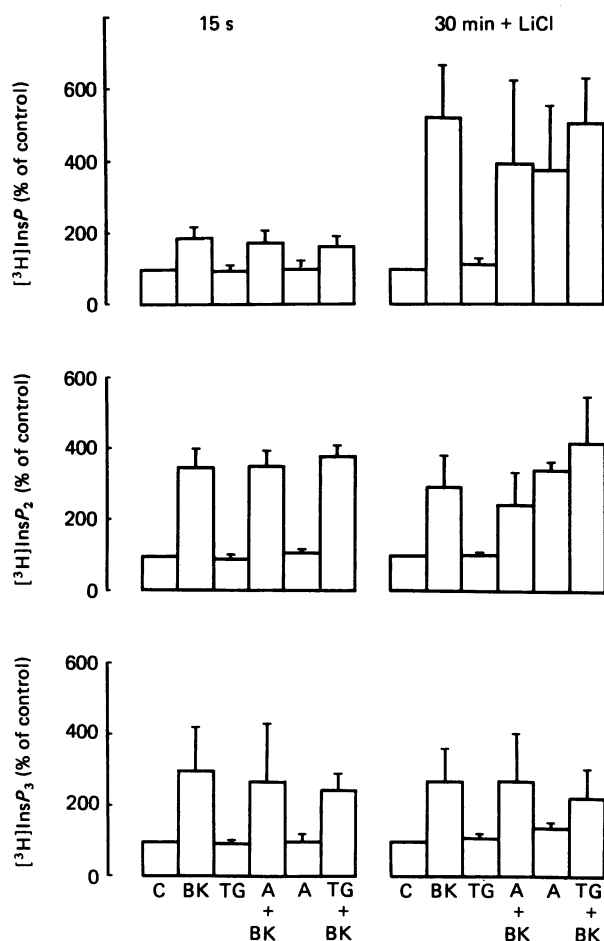 15 s
30 min + LiCl
[³H]InsP (% of control)
600
400
200
0
[³H]InsP₂ (% of control)
600
400
200
0
[³H]InsP₃ (% of control)
600
400
200
0
C BK TG A + BK A TG + BK
C BK TG A + BK A TG + BK